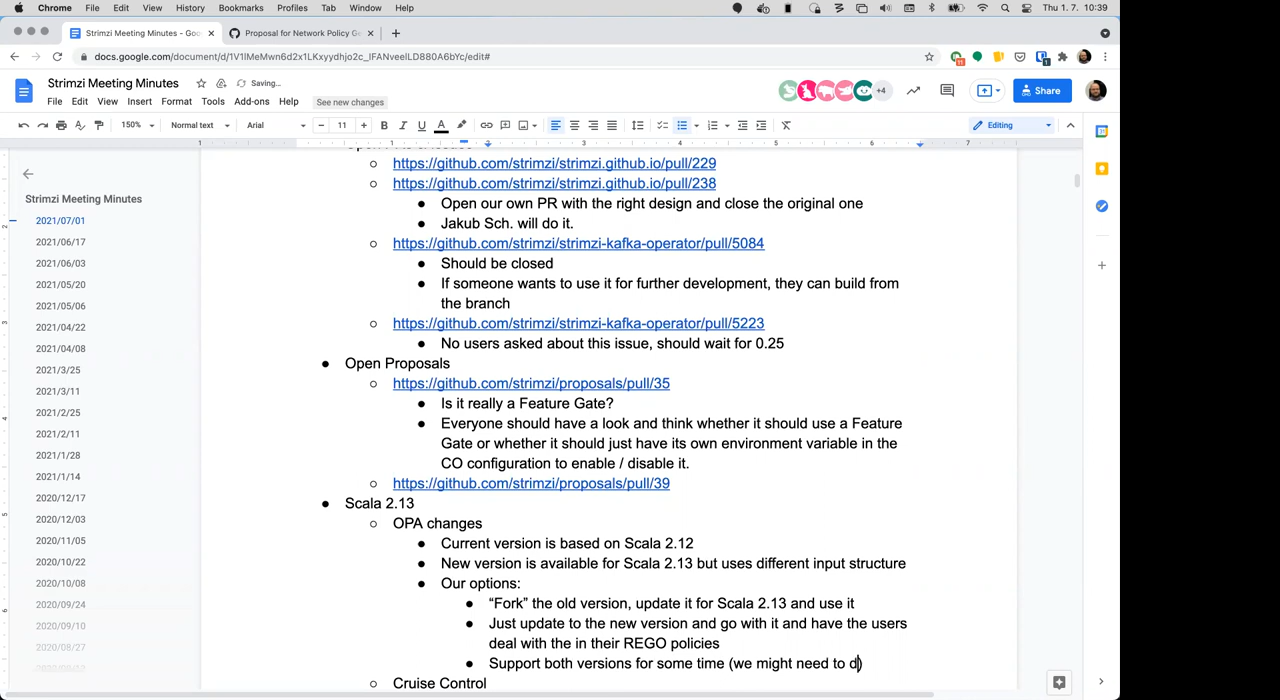 Chrome File Edit View History Bookmarks Profiles Tab Window Help Thu 1. 7. 10:39
Strimzi Meeting Minutes - Goo Proposal for Network Policy Ge
docs.google.com/document/d/1V1lMeMwn6d2x1LKxyydhjo2c_lFANveelLD880A6bYc/edit#
Strimzi Meeting Minutes Saving...
+4 Share
File Edit View Insert Format Tools Add-ons Help See new changes
150% Normal text Arial 11 Editing
1 1 2 3 4 5 6 7
https://github.com/strimzi/strimzi.github.io/pull/229
https://github.com/strimzi/strimzi.github.io/pull/238
Open our own PR with the right design and close the original one
Jakub Sch. will do it.
https://github.com/strimzi/strimzi-kafka-operator/pull/5084
Should be closed
If someone wants to use it for further development, they can build from
the branch
https://github.com/strimzi/strimzi-kafka-operator/pull/5223
No users asked about this issue, should wait for 0.25
Open Proposals
https://github.com/strimzi/proposals/pull/35
Is it really a Feature Gate?
Everyone should have a look and think whether it should use a Feature
Gate or whether it should just have its own environment variable in the
CO configuration to enable / disable it.
https://github.com/strimzi/proposals/pull/39
Scala 2.13
OPA changes
Current version is based on Scala 2.12
New version is available for Scala 2.13 but uses different input structure
Our options:
“Fork” the old version, update it for Scala 2.13 and use it
Just update to the new version and go with it and have the users
deal with the in their REGO policies
Support both versions for some time (we might need to d)
Cruise Control
Strimzi Meeting Minutes
2021/07/01
2021/06/17
2021/06/03
2021/05/20
2021/05/06
2021/04/22
2021/04/08
2021/3/25
2021/3/11
2021/2/25
2021/2/11
2021/1/28
2021/1/14
2020/12/17
2020/12/03
2020/11/05
2020/10/22
2020/10/08
2020/09/24
2020/09/10
2020/08/27